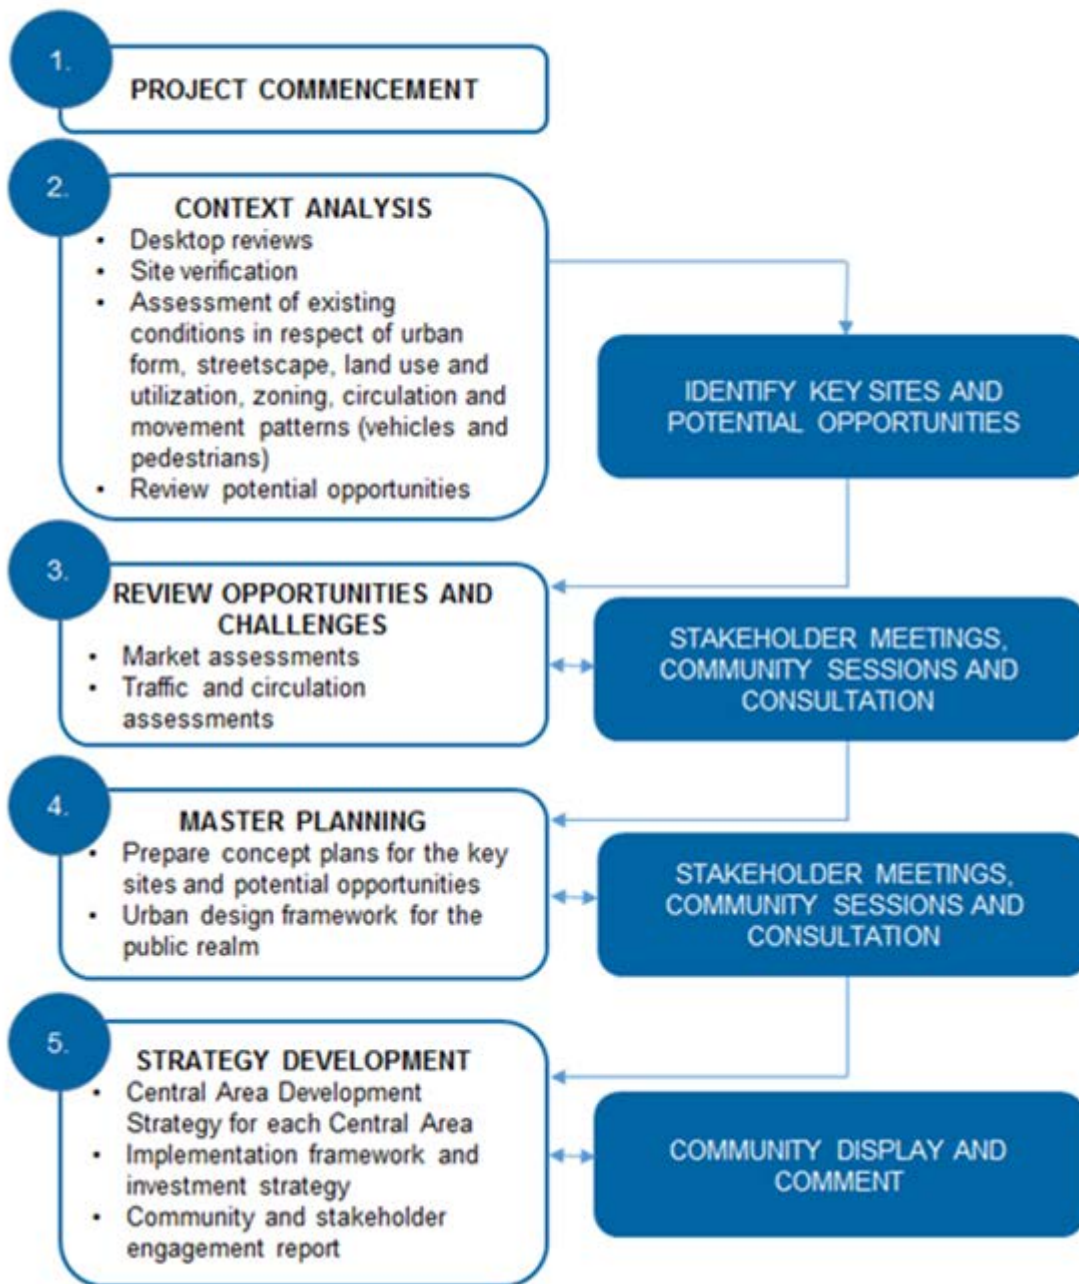 1.
PROJECT COMMENCEMENT
2.
CONTEXT ANALYSIS
• Desktop reviews
• Site verification
• Assessment of existing
conditions in respect of urban
form, streetscape, land use and
utilization, zoning, circulation and
movement patterns (vehicles and
pedestrians)
• Review potential opportunities
IDENTIFY KEY SITES AND
POTENTIAL OPPORTUNITIES
3.
REVIEW OPPORTUNITIES AND
CHALLENGES
• Market assessments
• Traffic and circulation
assessments
STAKEHOLDER MEETINGS,
COMMUNITY SESSIONS AND
CONSULTATION
4.
MASTER PLANNING
• Prepare concept plans for the key
sites and potential opportunities
• Urban design framework for the
public realm
STAKEHOLDER MEETINGS,
COMMUNITY SESSIONS AND
CONSULTATION
5.
STRATEGY DEVELOPMENT
• Central Area Development
Strategy for each Central Area
• Implementation framework and
investment strategy
• Community and stakeholder
engagement report
COMMUNITY DISPLAY AND
COMMENT